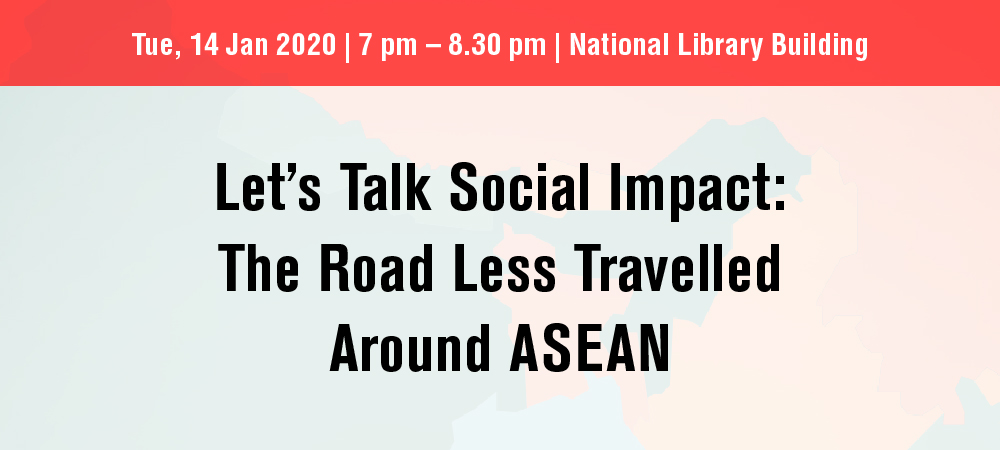 Tue, 14 Jan 2020 | 7 pm – 8.30 pm | National Library Building
Let’s Talk Social Impact:
The Road Less Travelled
Around ASEAN